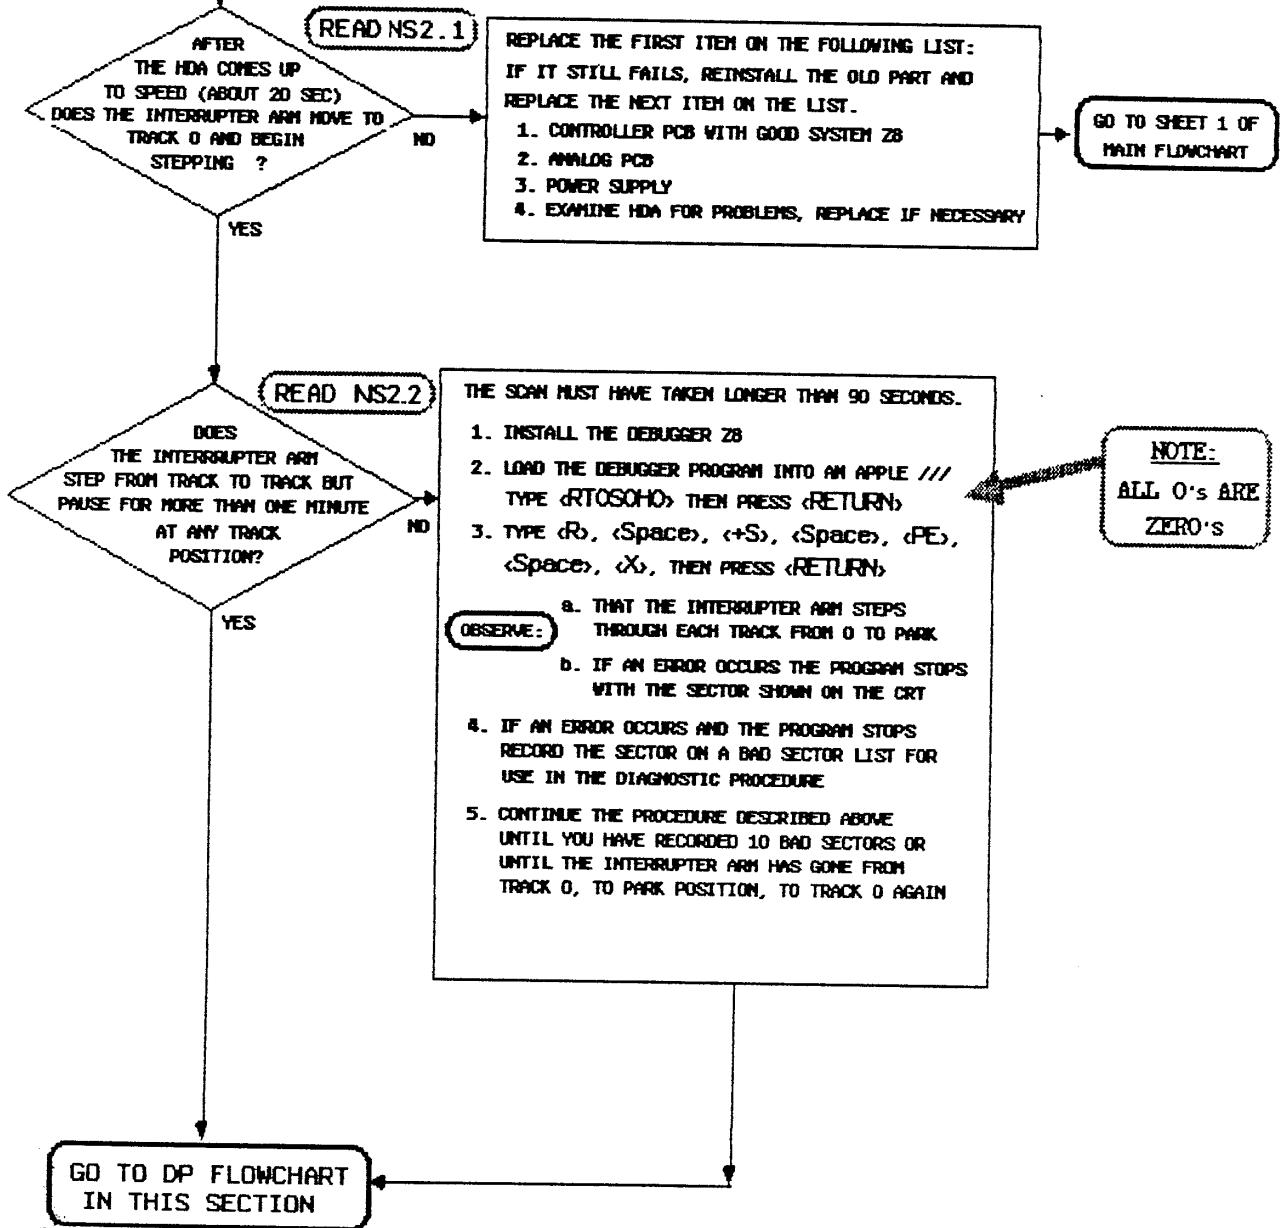 READ NS2.1
AFTER
THE HDA COMES UP
TO SPEED (ABOUT 20 SEC)
DOES THE INTERRUPTER ARM MOVE TO
TRACK 0 AND BEGIN
STEPPING ?
NO
YES
REPLACE THE FIRST ITEM ON THE FOLLOWING LIST:
IF IT STILL FAILS, REINSTALL THE OLD PART AND
REPLACE THE NEXT ITEM ON THE LIST.
1. CONTROLLER PCB WITH GOOD SYSTEM Z8
2. ANALOG PCB
3. POWER SUPPLY
4. EXAMINE HDA FOR PROBLEMS, REPLACE IF NECESSARY
GO TO SHEET 1 OF
MAIN FLOWCHART
READ NS2.2
DOES
THE INTERRRUPTER ARM
STEP FROM TRACK TO TRACK BUT
PAUSE FOR MORE THAN ONE MINUTE
AT ANY TRACK
POSITION?
NO
YES
THE SCAN MUST HAVE TAKEN LONGER THAN 90 SECONDS.
1. INSTALL THE DEBUGGER Z8
2. LOAD THE DEBUGGER PROGRAM INTO AN APPLE ///
TYPE <RT0S0H0> THEN PRESS <RETURN>
3. TYPE <R>, <Space>, <+S>, <Space>, <PE>,
<Space>, <X>, THEN PRESS <RETURN>
OBSERVE:
a. THAT THE INTERRUPTER ARM STEPS
THROUGH EACH TRACK FROM 0 TO PARK
b. IF AN ERROR OCCURS THE PROGRAM STOPS
WITH THE SECTOR SHOWN ON THE CRT
4. IF AN ERROR OCCURS AND THE PROGRAM STOPS
RECORD THE SECTOR ON A BAD SECTOR LIST FOR
USE IN THE DIAGNOSTIC PROCEDURE
5. CONTINUE THE PROCEDURE DESCRIBED ABOVE
UNTIL YOU HAVE RECORDED 10 BAD SECTORS OR
UNTIL THE INTERRUPTER ARM HAS GONE FROM
TRACK 0, TO PARK POSITION, TO TRACK 0 AGAIN
NOTE:
ALL 0's ARE
ZERO's
GO TO DP FLOWCHART
IN THIS SECTION